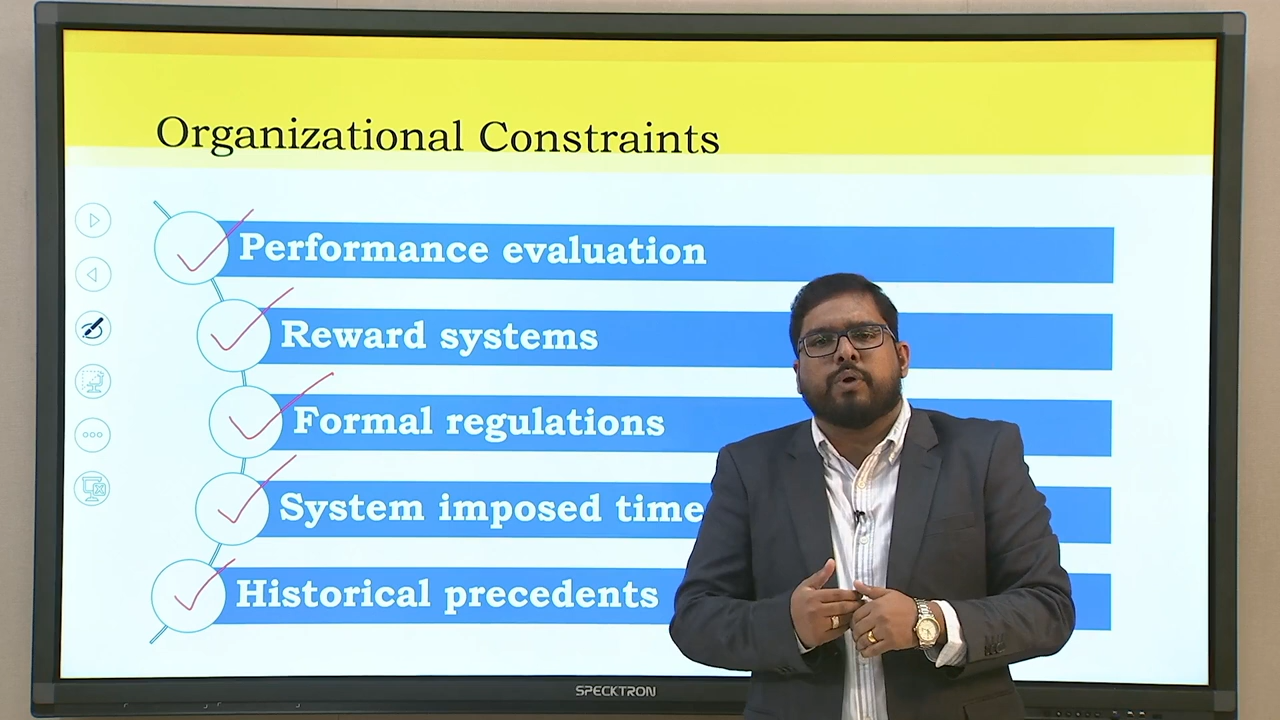 Organizational Constraints
Performance evaluation
Reward systems
Formal regulations
System imposed time
Historical precedents
SPECKTRON